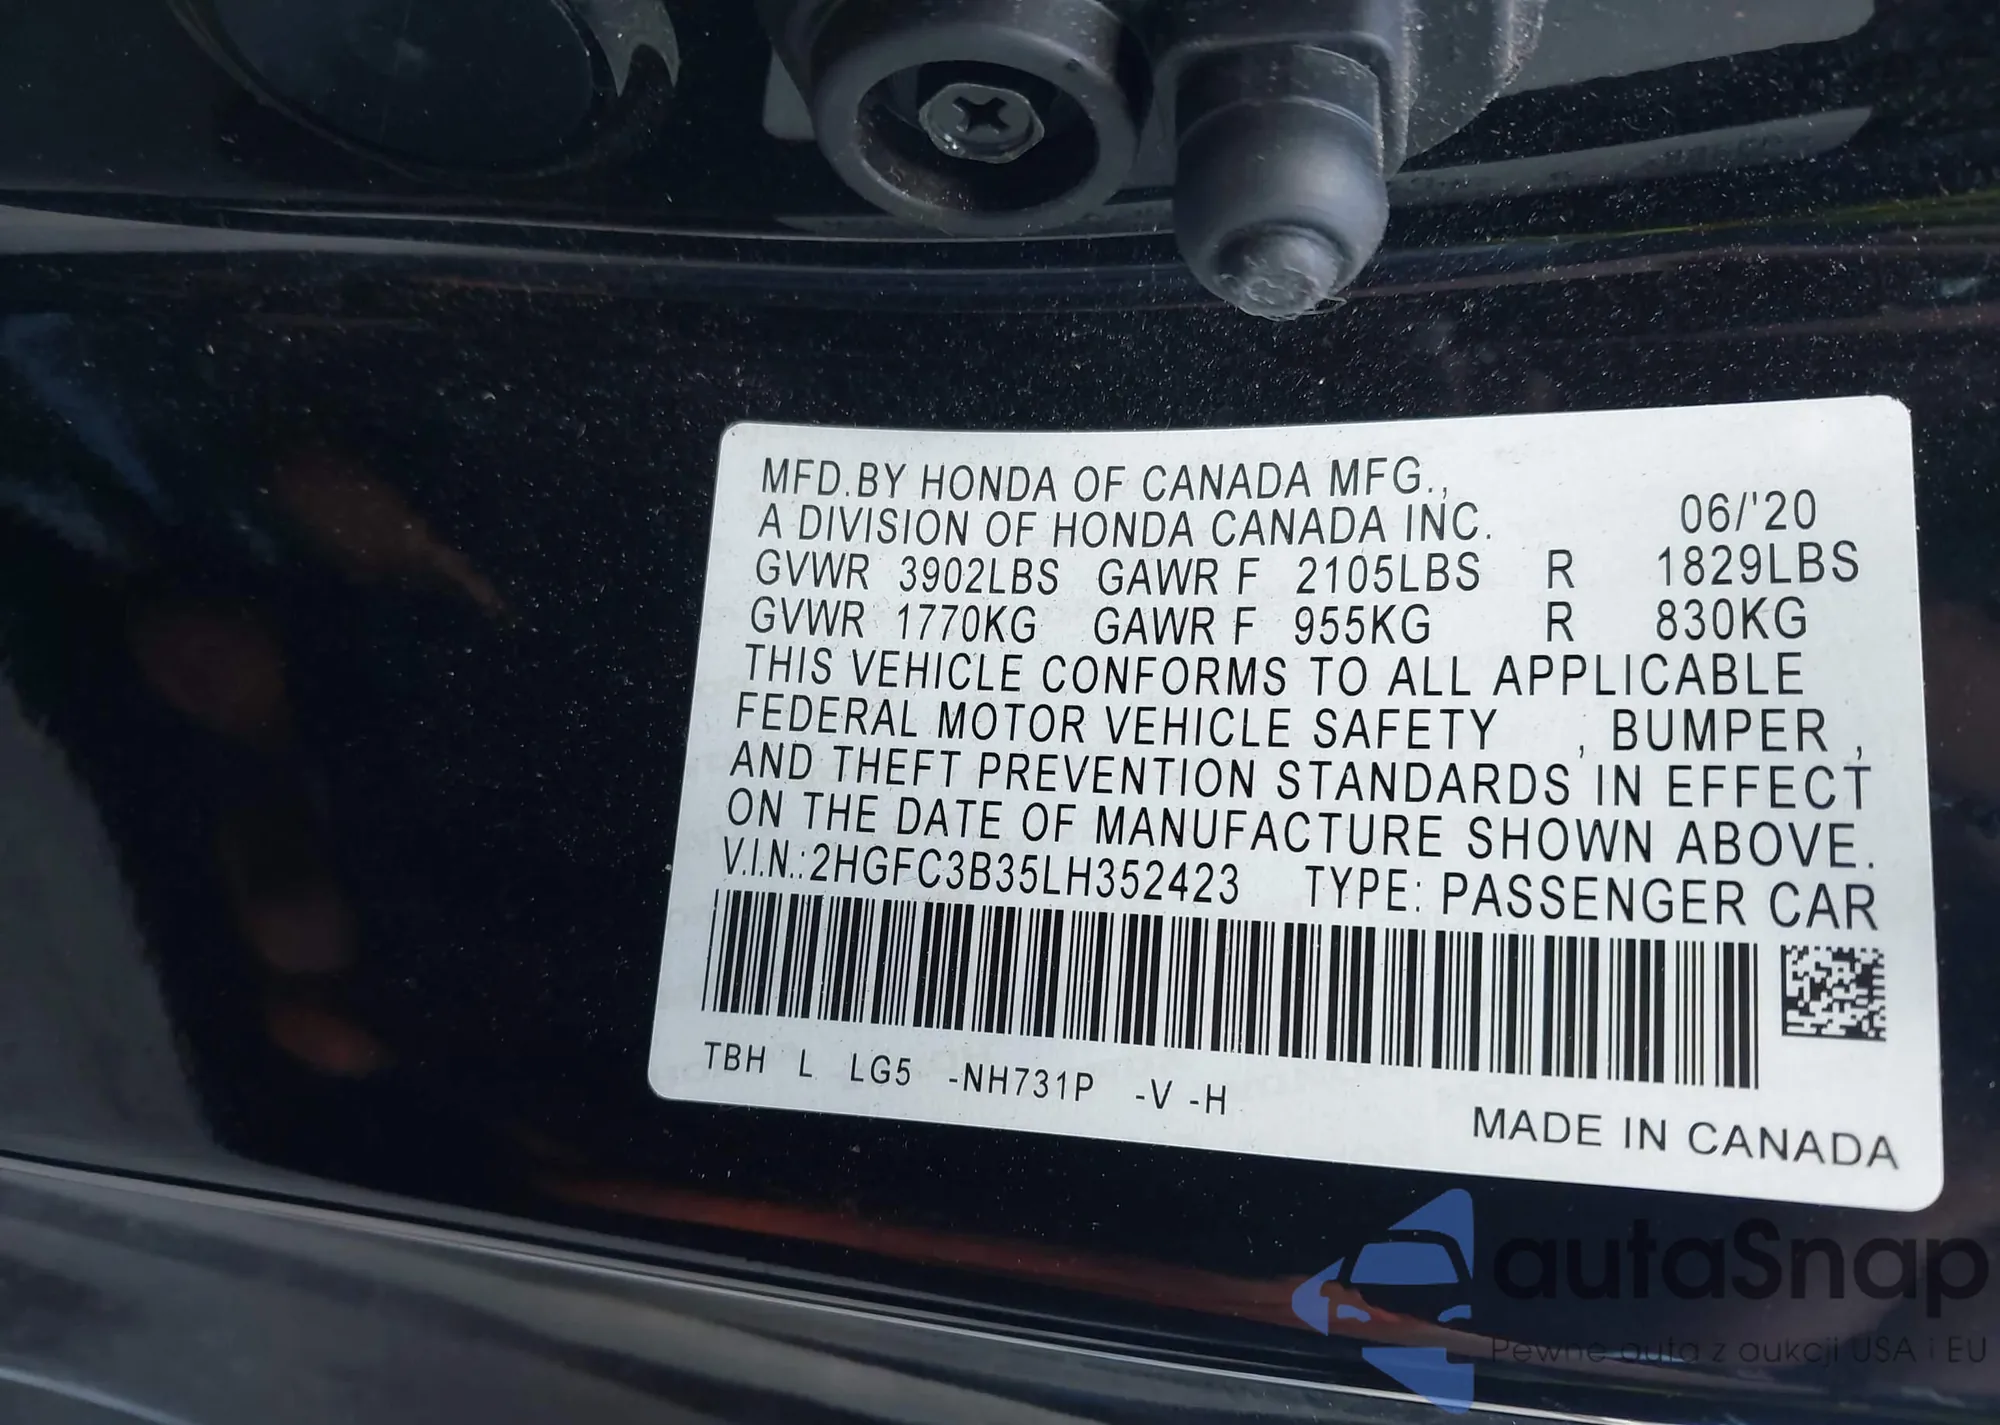 MFD.BY HONDA OF CANADA MFG.,
A DIVISION OF HONDA CANADA INC. 06/'20
GVWR 3902LBS GAWR F 2105LBS R 1829LBS
GVWR 1770KG GAWR F 955KG R 830KG
THIS VEHICLE CONFORMS TO ALL APPLICABLE
FEDERAL MOTOR VEHICLE SAFETY , BUMPER ,
AND THEFT PREVENTION STANDARDS IN EFFECT
ON THE DATE OF MANUFACTURE SHOWN ABOVE.
V.I.N.:2HGFC3B35LH352423 TYPE: PASSENGER CAR
TBH L LG5 -NH731P -V -H
MADE IN CANADA
autaSnap
Pewne auta z aukcji USA i EU